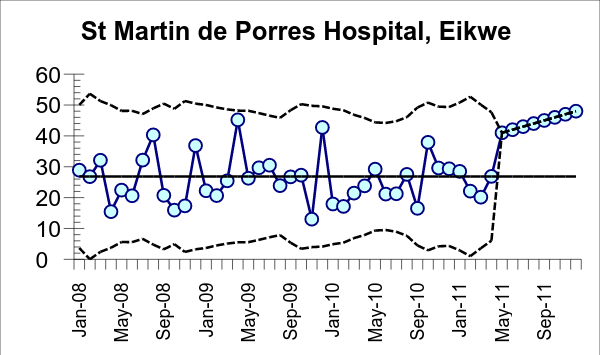 St Martin de Porres Hospital, Eikwe
60
50
40
30
20
10
0
Jan-08
May-08
Sep-08
Jan-09
May-09
Sep-09
Jan-10
May-10
Sep-10
Jan-11
May-11
Sep-11